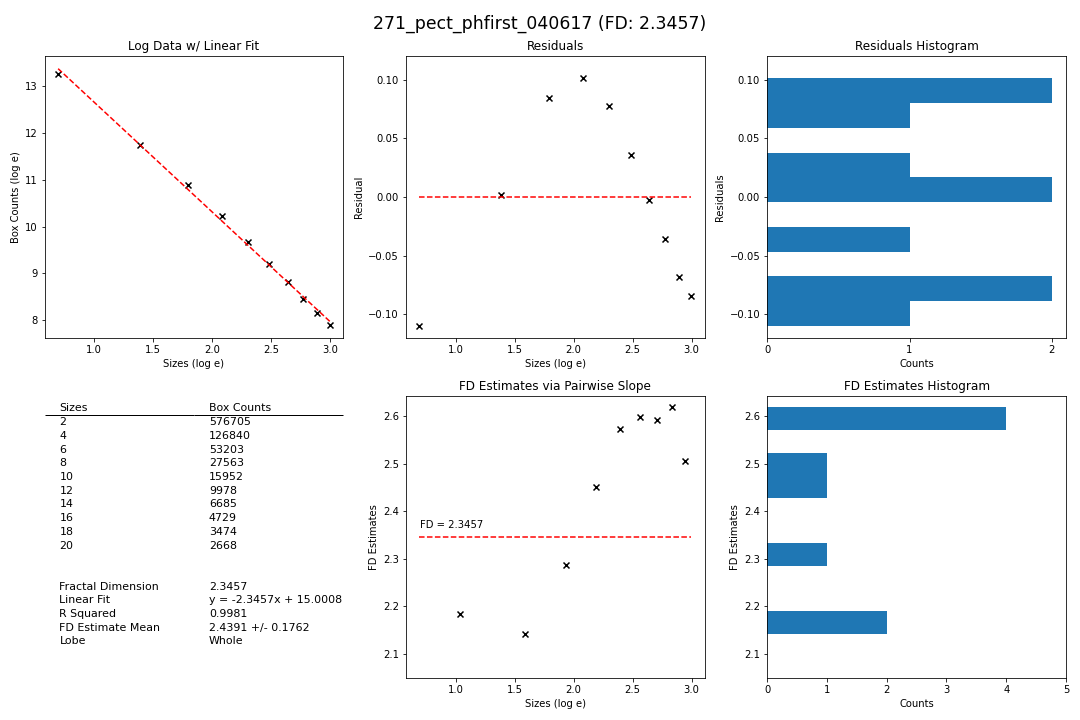 271_pect_phfirst_040617 (FD: 2.3457)
Log Data w/ Linear Fit
13
12
11
10
9
8
Box Counts (log e)
1.0 1.5 2.0 2.5 3.0
Sizes (log e)
Residuals
0.10
0.05
0.00
−0.05
−0.10
Residual
1.0 1.5 2.0 2.5 3.0
Sizes (log e)
Residuals Histogram
0.10
0.05
0.00
−0.05
−0.10
Residuals
0 1 2
Counts
Sizes Box Counts
2 576705
4 126840
6 53203
8 27563
10 15952
12 9978
14 6685
16 4729
18 3474
20 2668
Fractal Dimension 2.3457
Linear Fit y = -2.3457x + 15.0008
R Squared 0.9981
FD Estimate Mean 2.4391 +/- 0.1762
Lobe Whole
FD Estimates via Pairwise Slope
2.6
2.5
2.4
2.3
2.2
2.1
FD Estimates
FD = 2.3457
1.0 1.5 2.0 2.5 3.0
Sizes (log e)
FD Estimates Histogram
2.6
2.5
2.4
2.3
2.2
2.1
FD Estimates
0 1 2 3 4 5
Counts